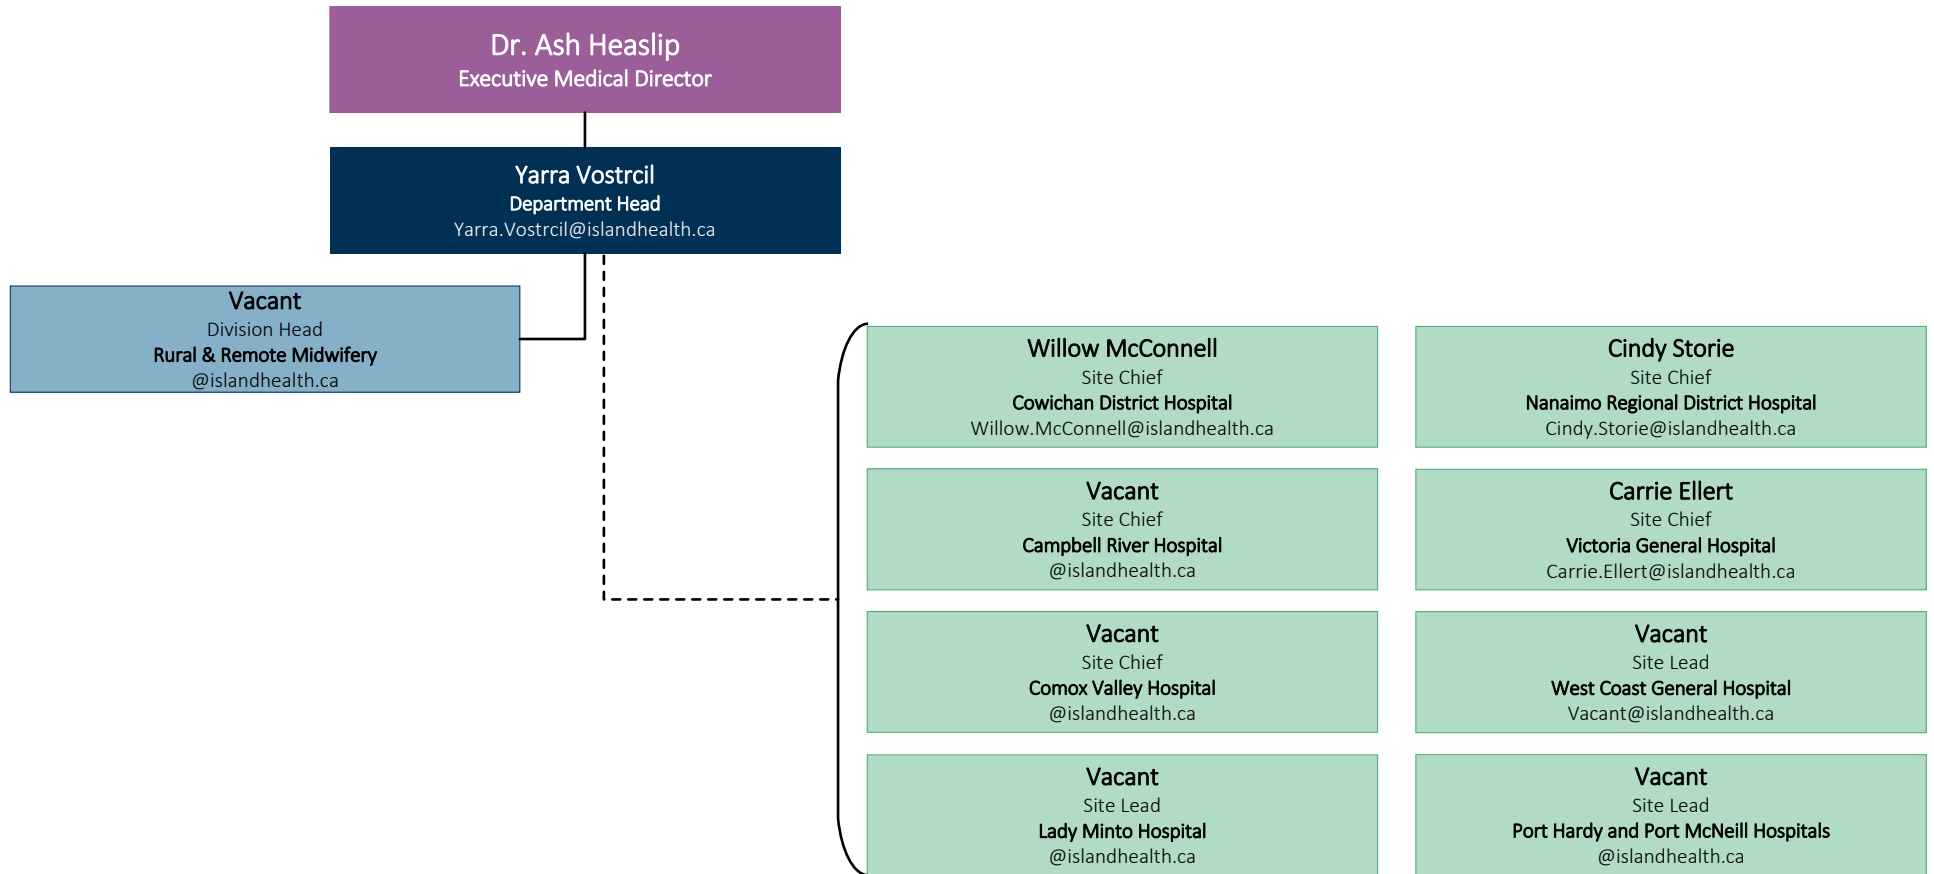 Dr. Ash Heaslip
Executive Medical Director
Yarra Vostrcil
Department Head
Yarra.Vostrcil@islandhealth.ca
Vacant
Division Head
Rural & Remote Midwifery
@islandhealth.ca
Willow McConnell
Site Chief
Cowichan District Hospital
Willow.McConnell@islandhealth.ca
Cindy Storie
Site Chief
Nanaimo Regional District Hospital
Cindy.Storie@islandhealth.ca
Vacant
Site Chief
Campbell River Hospital
@islandhealth.ca
Carrie Ellert
Site Chief
Victoria General Hospital
Carrie.Ellert@islandhealth.ca
Vacant
Site Chief
Comox Valley Hospital
@islandhealth.ca
Vacant
Site Lead
West Coast General Hospital
Vacant@islandhealth.ca
Vacant
Site Lead
Lady Minto Hospital
@islandhealth.ca
Vacant
Site Lead
Port Hardy and Port McNeill Hospitals
@islandhealth.ca